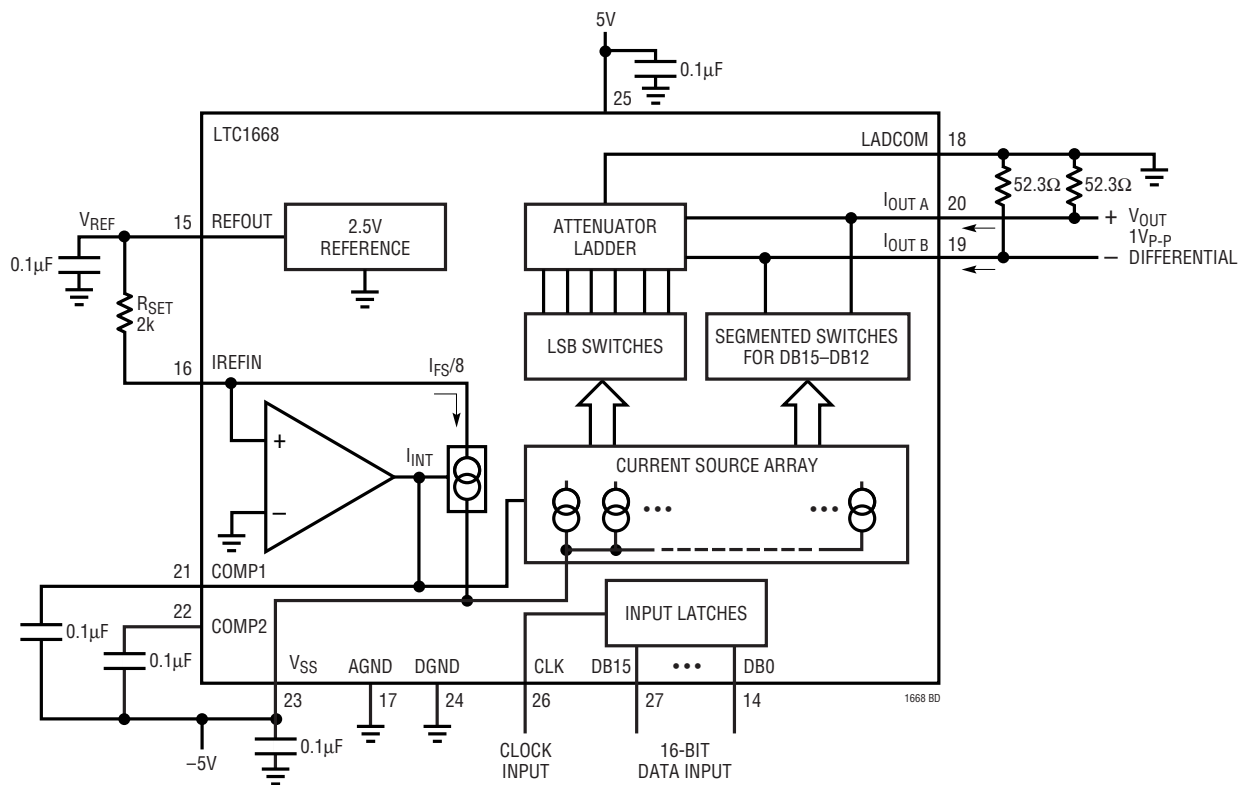 5V
0.1µF
25
LTC1668
LADCOM
18
52.3Ω
52.3Ω
VREF
15
REFOUT
2.5V
REFERENCE
ATTENUATOR
LADDER
IOUT A
20
+
VOUT
1VP-P
DIFFERENTIAL
IOUT B
19
–
0.1µF
RSET
2k
LSB SWITCHES
SEGMENTED SWITCHES
FOR DB15–DB12
16
IREFIN
IFS/8
+
–
IINT
CURRENT SOURCE ARRAY
•••
•••
21
COMP1
22
COMP2
0.1µF
0.1µF
INPUT LATCHES
VSS
AGND
DGND
CLK
DB15
•••
DB0
23
17
24
26
27
14
1668 BD
–5V
0.1µF
CLOCK
INPUT
16-BIT
DATA INPUT